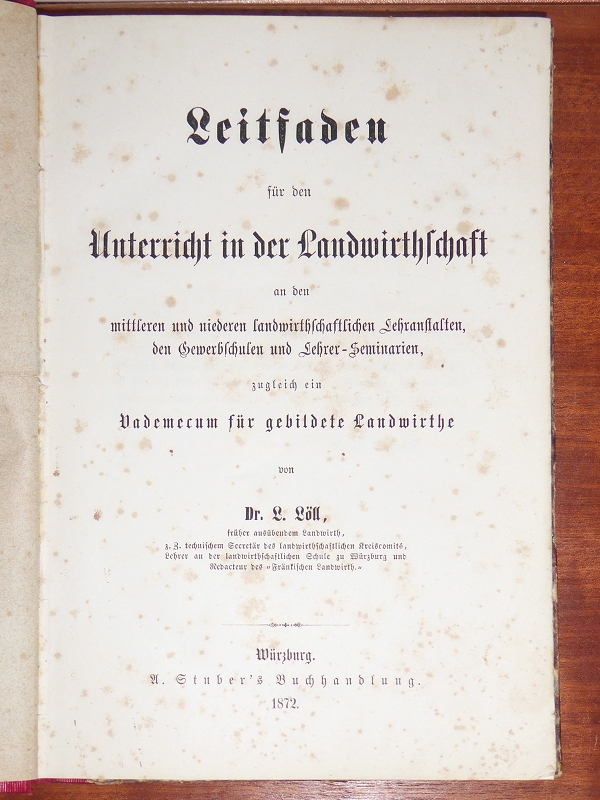 Leitfaden
für den
Unterricht in der Landwirthschaft
an den
mittleren und niederen landwirthschaftlichen Lehranstalten,
den Gewerbschulen und Lehrer-Seminarien,
zugleich ein
Vademecum für gebildete Landwirthe
von
Dr. L. Löll,
früher ausübendem Landwirth,
z. Z. technischem Secretär des landwirthschaftlichen Kreiscomits,
Lehrer an der landwirthschaftlichen Schule zu Würzburg und
Redacteur des »Fränkischen Landwirth.«
Würzburg.
A. Stuber's Buchhandlung.
1872.